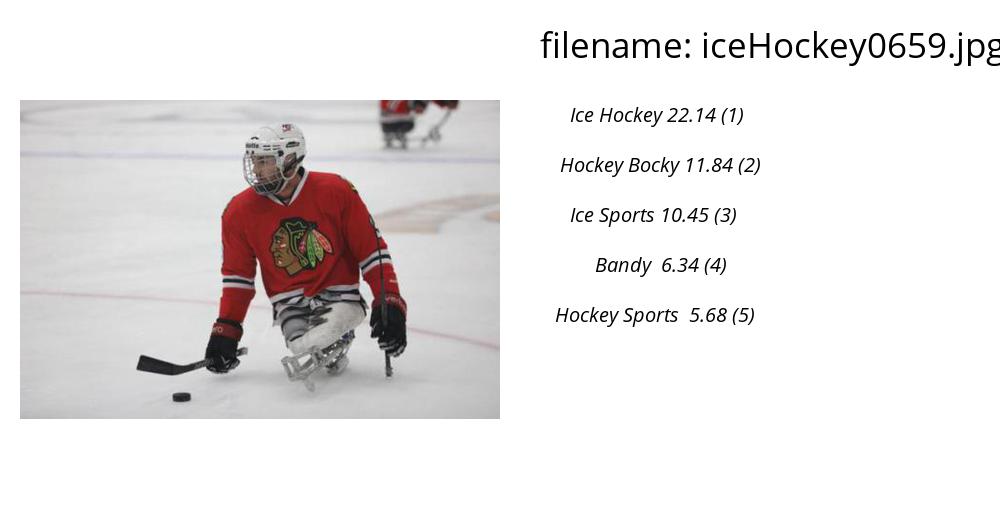 filename: iceHockey0659.jpg
Ice Hockey 22.14 (1)
Hockey Bocky 11.84 (2)
Ice Sports 10.45 (3)
Bandy 6.34 (4)
Hockey Sports 5.68 (5)